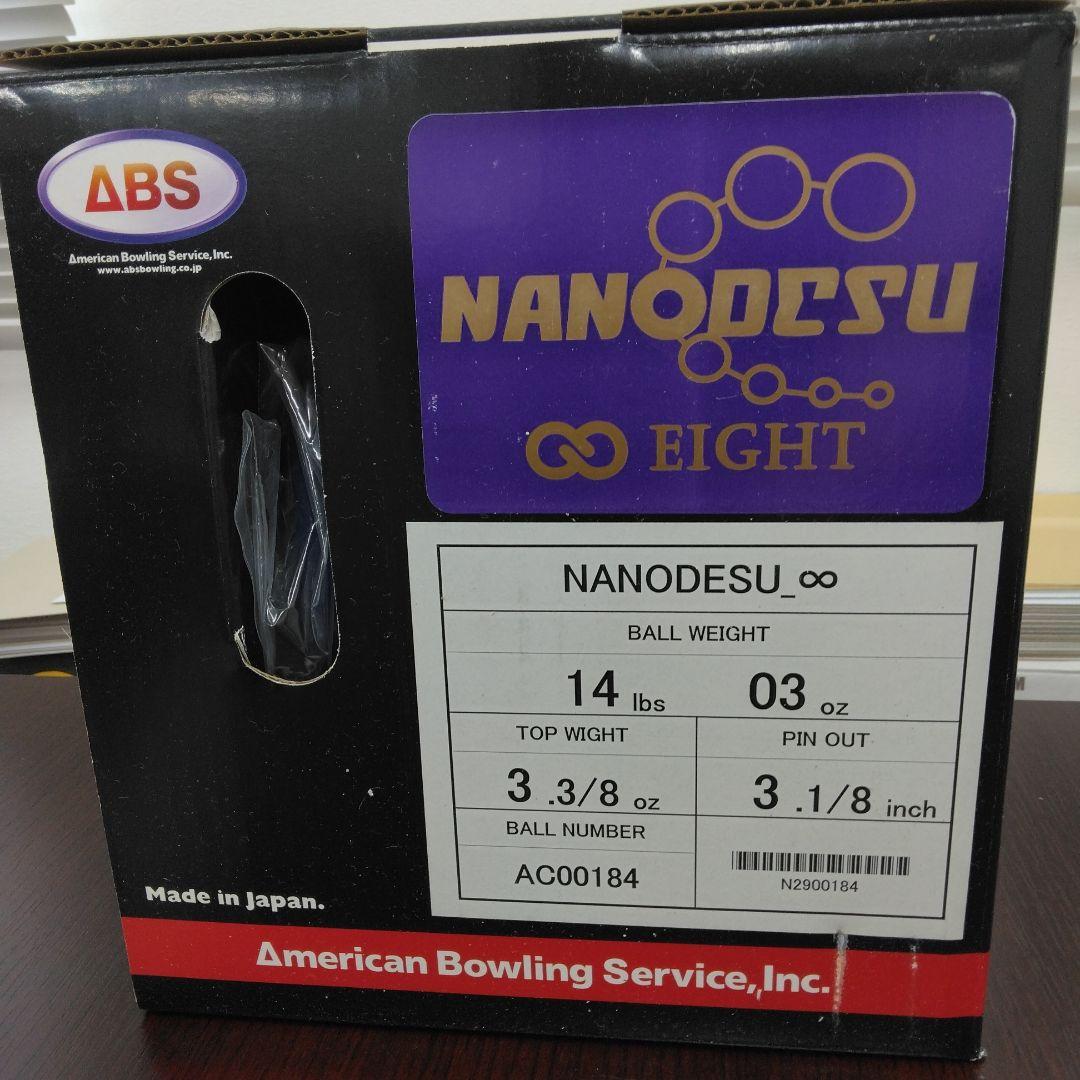 ABS
American Bowling Service, Inc.
www.absbowling.co.jp
NANODESU
∞ EIGHT
NANODESU_∞
BALL WEIGHT
14 lbs 03 oz
TOP WIGHT
PIN OUT
3 .3/8 oz
3 .1/8 inch
BALL NUMBER
AC00184
N2900184
Made in Japan.
American Bowling Service, Inc.